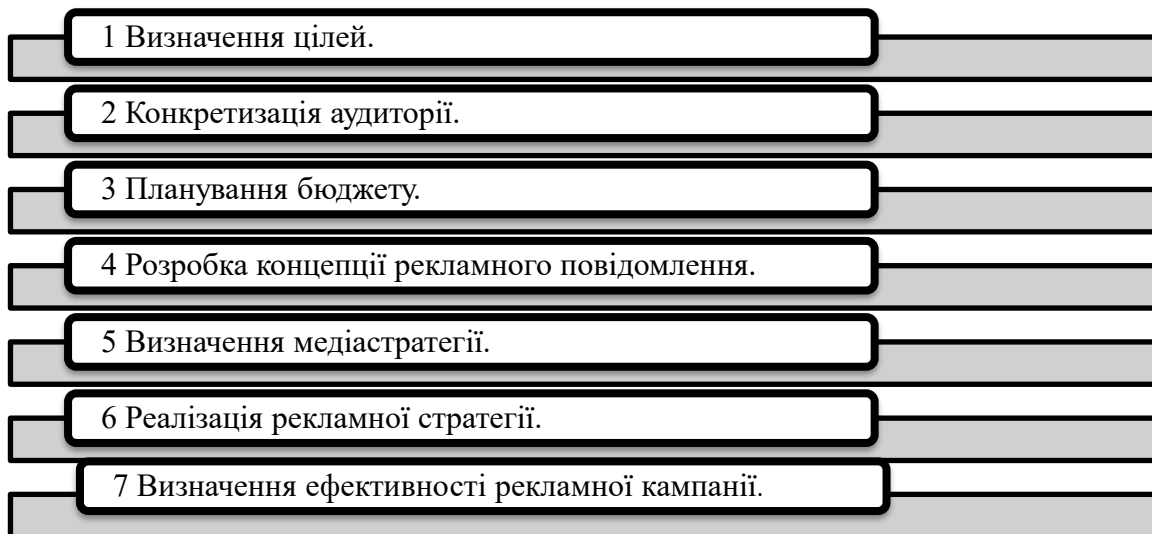 1 Визначення цілей.
2 Конкретизація аудиторії.
3 Планування бюджету.
4 Розробка концепції рекламного повідомлення.
5 Визначення медіастратегії.
6 Реалізація рекламної стратегії.
7 Визначення ефективності рекламної кампанії.